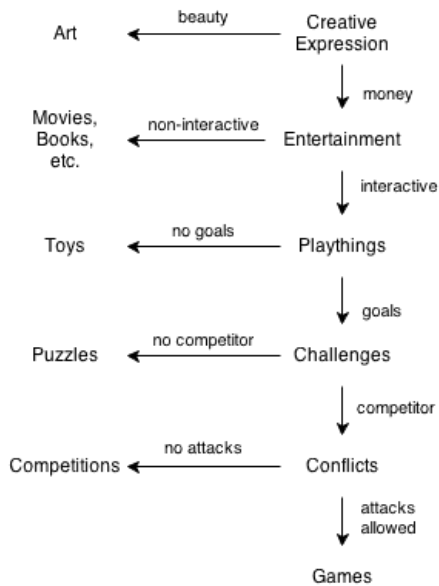 beauty
Art
Creative
Expression
money
Movies,
Books,
etc.
non-interactive
Entertainment
interactive
no goals
Toys
Playthings
goals
no competitor
Puzzles
Challenges
competitor
no attacks
Competitions
Conflicts
attacks
allowed
Games